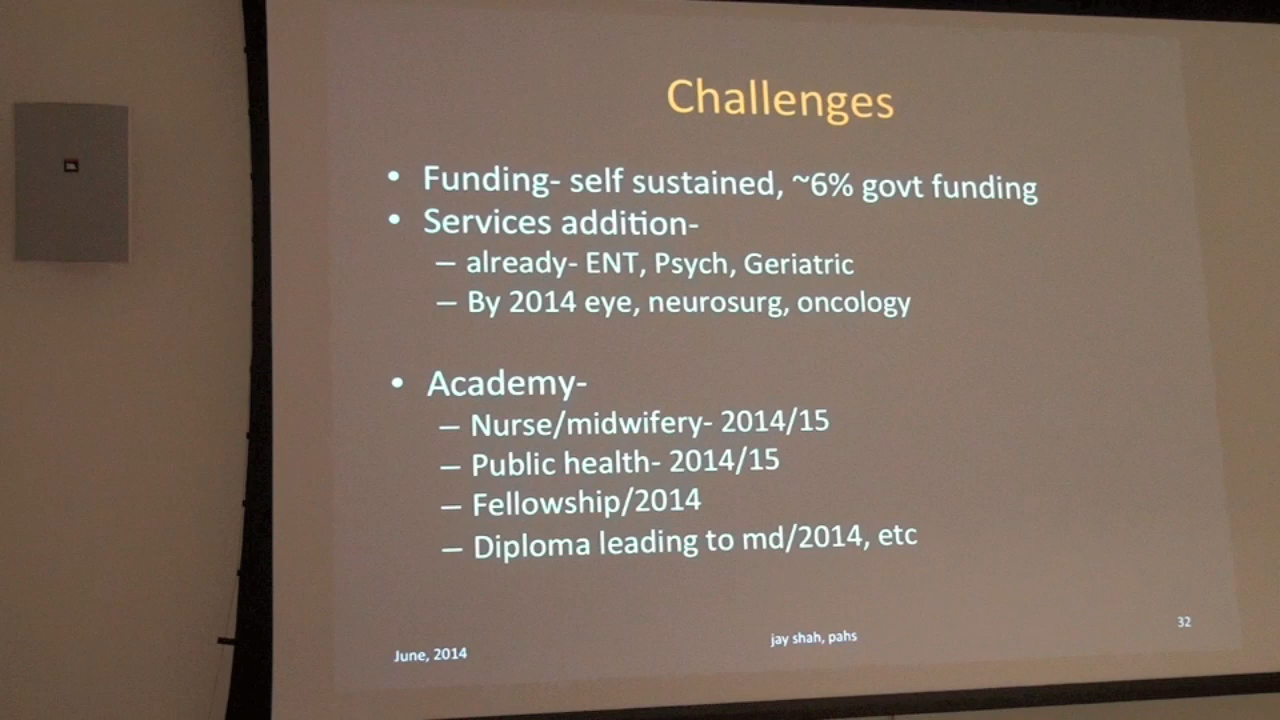 Challenges
• Funding- self sustained, ~6% govt funding
• Services addition-
– already- ENT, Psych, Geriatric
– By 2014 eye, neurosurg, oncology
• Academy-
– Nurse/midwifery- 2014/15
– Public health- 2014/15
– Fellowship/2014
– Diploma leading to md/2014, etc
June, 2014
jay shah, pahs
32